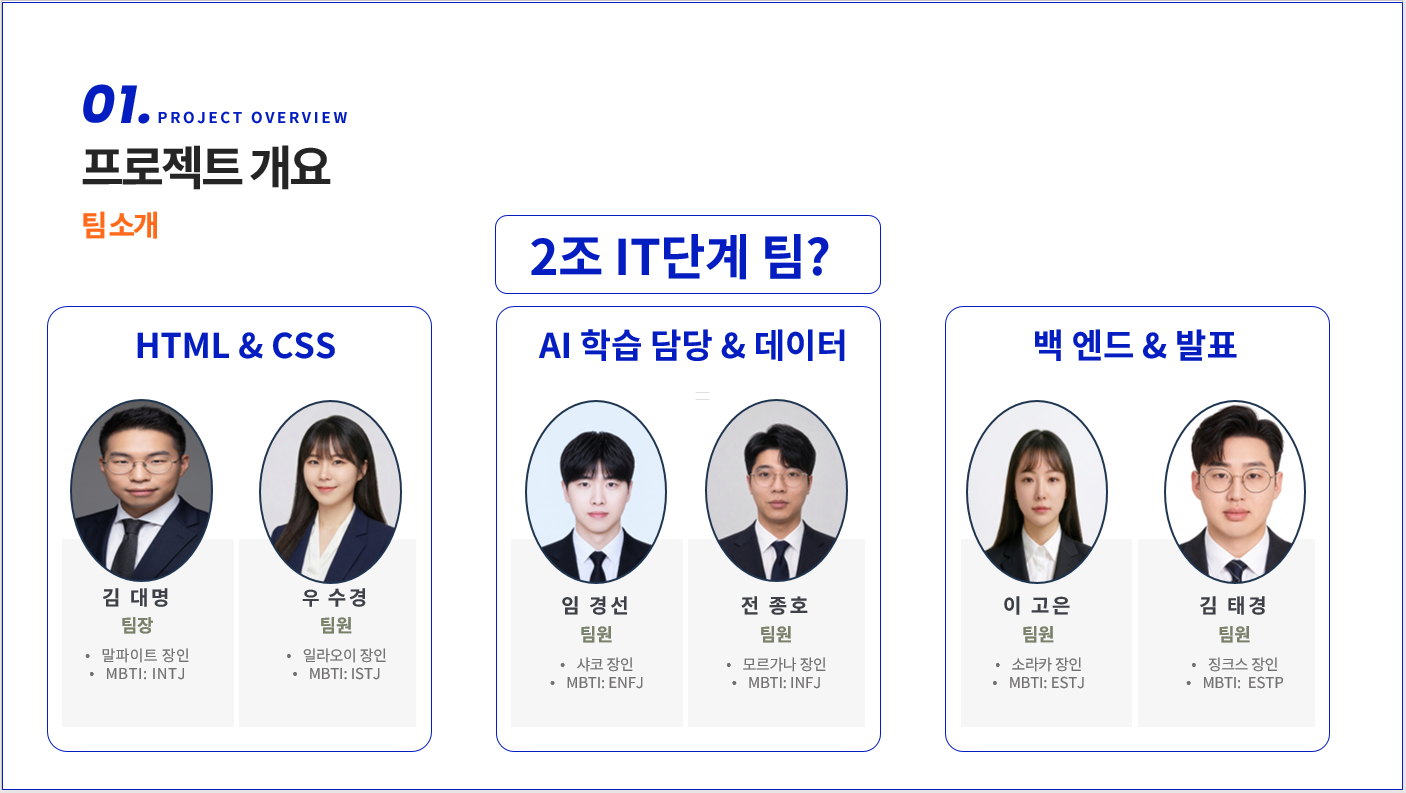 01. PROJECT OVERVIEW
프로젝트 개요
팀소개
2조 IT단계 팀?
HTML & CSS
김 대명
팀장
• 말파이트 장인
• MBTI: INTJ
우 수경
팀원
• 일라오이 장인
• MBTI: ISTJ
AI 학습 담당 & 데이터
임 경선
팀원
• 샤코 장인
• MBTI: ENFJ
전 종호
팀원
• 모르가나 장인
• MBTI: INFJ
백 엔드 & 발표
이 고은
팀원
• 소라카 장인
• MBTI: ESTJ
김 태경
팀원
• 징크스 장인
• MBTI: ESTP